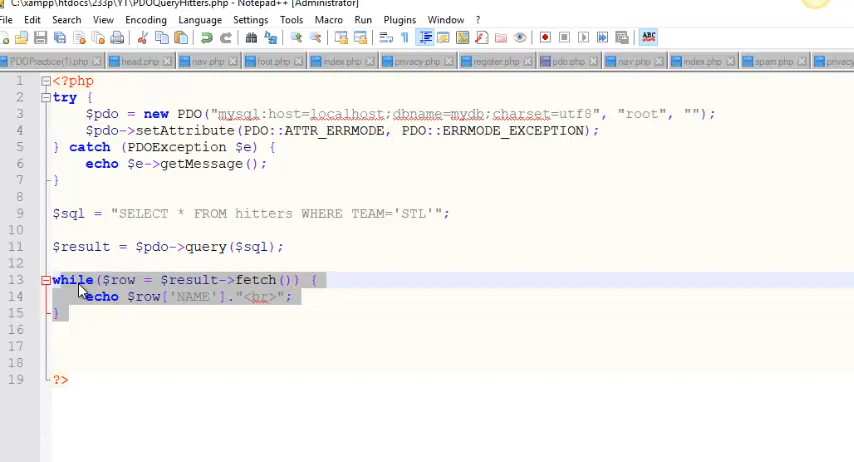 C:\xampp\htdocs\233p\YT\PDOQueryHitters.php - Notepad++ [Administrator]
File Edit Search View Encoding Language Settings Tools Macro Run Plugins Window ?
ABC
PDOPractice(1).php head.php nav.php foot.php index.php privacy.php register.php pdo.php nav.php index.php spam.php privacy
1 <?php
2 try {
3 $pdo = new PDO("mysql:host=localhost;dbname=mydb;charset=utf8", "root", "");
4 $pdo->setAttribute(PDO::ATTR_ERRMODE, PDO::ERRMODE_EXCEPTION);
5 } catch (PDOException $e) {
6 echo $e->getMessage();
7 }
8
9 $sql = "SELECT * FROM hitters WHERE TEAM='STL'";
10
11 $result = $pdo->query($sql);
12
13 while($row = $result->fetch()) {
14 echo $row['NAME']."<br>";
15 }
16
17
18
19 ?>